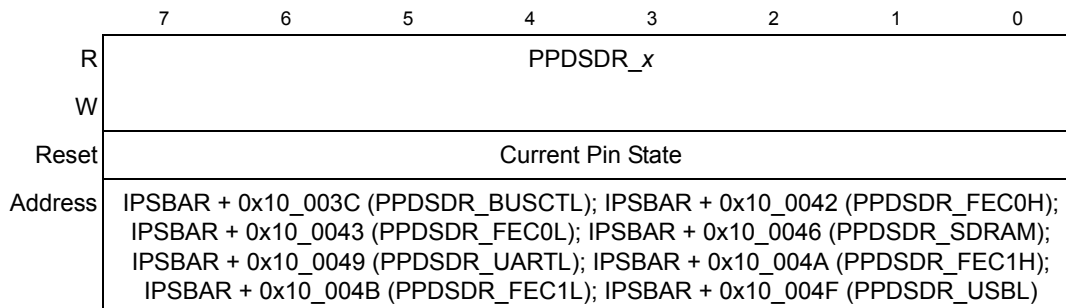 7 6 5 4 3 2 1 0
R PPDSDR_x
W
Reset Current Pin State
Address IPSBAR + 0x10_003C (PPDSDR_BUSCTL); IPSBAR + 0x10_0042 (PPDSDR_FEC0H);
IPSBAR + 0x10_0043 (PPDSDR_FEC0L); IPSBAR + 0x10_0046 (PPDSDR_SDRAM);
IPSBAR + 0x10_0049 (PPDSDR_UARTL); IPSBAR + 0x10_004A (PPDSDR_FEC1H);
IPSBAR + 0x10_004B (PPDSDR_FEC1L); IPSBAR + 0x10_004F (PPDSDR_USBL)